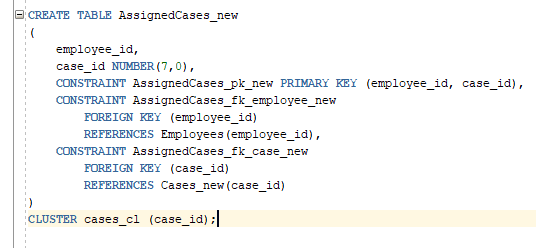 CREATE TABLE AssignedCases_new
(
employee_id,
case_id NUMBER(7,0),
CONSTRAINT AssignedCases_pk_new PRIMARY KEY (employee_id, case_id),
CONSTRAINT AssignedCases_fk_employee_new
FOREIGN KEY (employee_id)
REFERENCES Employees(employee_id),
CONSTRAINT AssignedCases_fk_case_new
FOREIGN KEY (case_id)
REFERENCES Cases_new(case_id)
)
CLUSTER cases_cl (case_id);